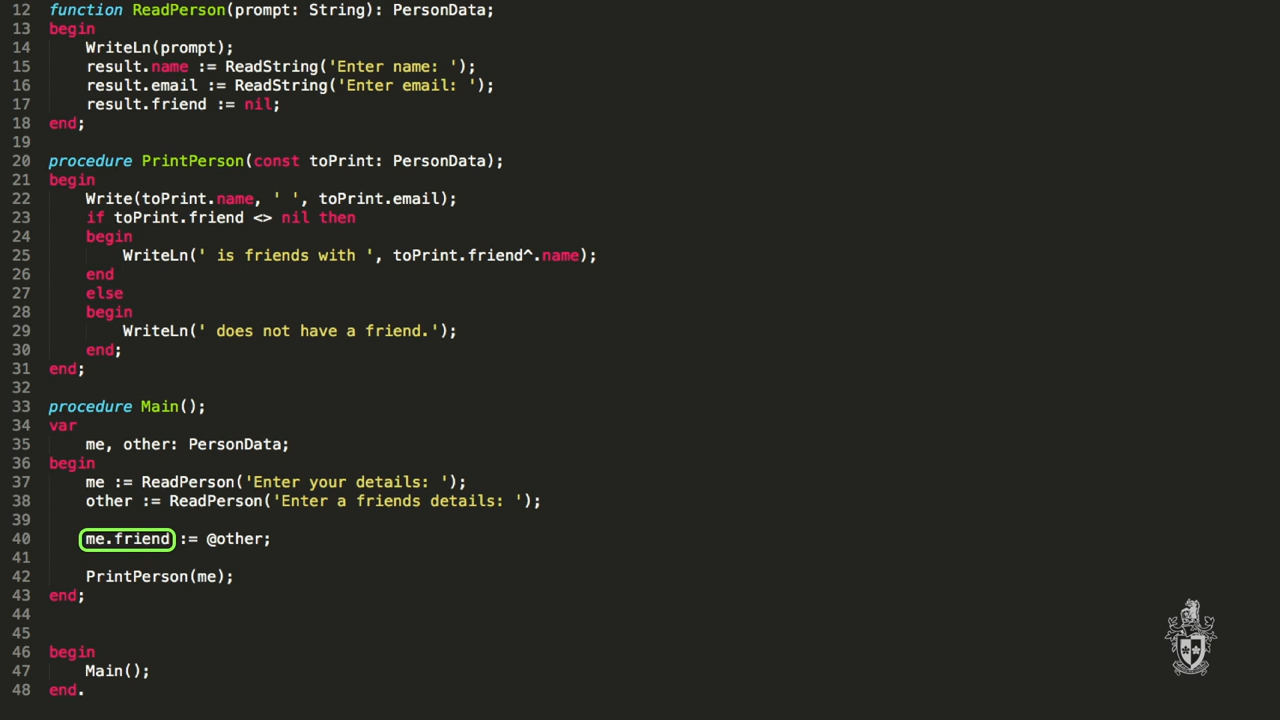 12 function ReadPerson(prompt: String): PersonData;
13 begin
14     WriteLn(prompt);
15     result.name := ReadString('Enter name: ');
16     result.email := ReadString('Enter email: ');
17     result.friend := nil;
18 end;
19
20 procedure PrintPerson(const toPrint: PersonData);
21 begin
22     Write(toPrint.name, ' ', toPrint.email);
23     if toPrint.friend <> nil then
24     begin
25         WriteLn(' is friends with ', toPrint.friend^.name);
26     end
27     else
28     begin
29         WriteLn(' does not have a friend.');
30     end;
31 end;
32
33 procedure Main();
34 var
35     me, other: PersonData;
36 begin
37     me := ReadPerson('Enter your details: ');
38     other := ReadPerson('Enter a friends details: ');
39
40     me.friend := @other;
41
42     PrintPerson(me);
43 end;
44
45
46 begin
47     Main();
48 end.